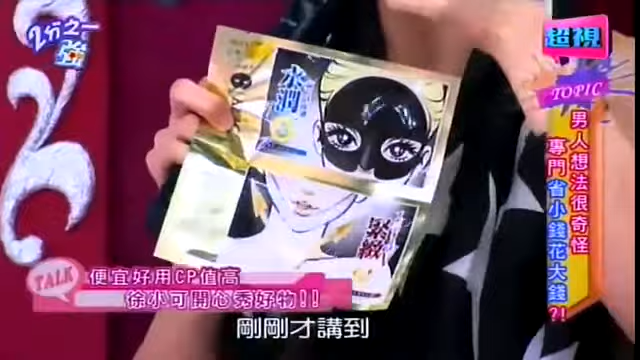 2分之一強
超視
TOPIC
男人想法很奇怪
專門省小錢花大錢?!
水潤
緊緻
TALK
便宜好用CP值高
徐小可開心秀好物!!
剛剛才講到